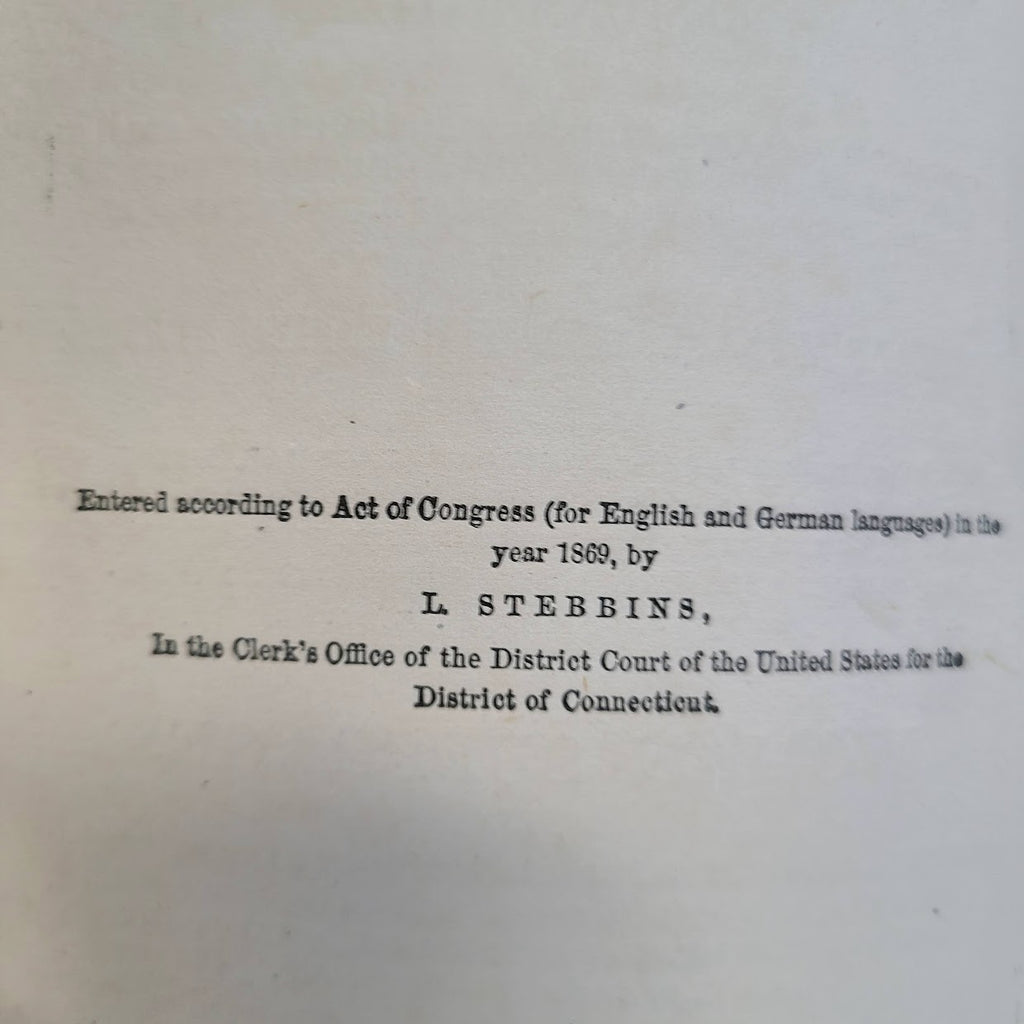 Entered according to Act of Congress (for English and German languages) in the
year 1869, by
L. STEBBINS,
In the Clerk's Office of the District Court of the United States for the
District of Connecticut.